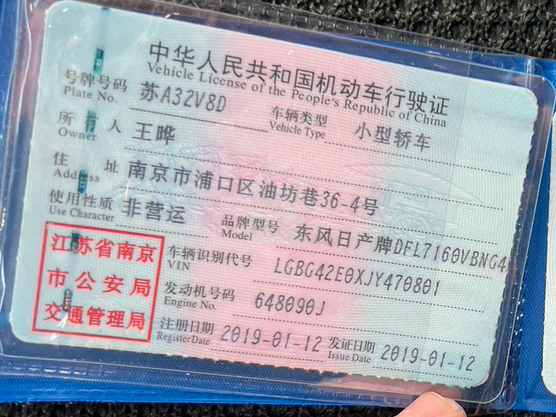 中华人民共和国机动车行驶证
Vehicle License of the People's Republic of China
号牌号码 苏A32V8D 车辆类型 小型轿车
Plate No. Vehicle Type
所有人 王晔
Owner
住址 南京市浦口区油坊巷36-4号
Address
使用性质 非营运 品牌型号 东风日产牌DFL7160VBNG4
Use Character Model
江苏省南京
市公安局
交通管理局
车辆识别代号 LGBG42E0XJY470801
VIN
发动机号码 648090J
Engine No.
注册日期 2019-01-12 发证日期 2019-01-12
Register Date Issue Date